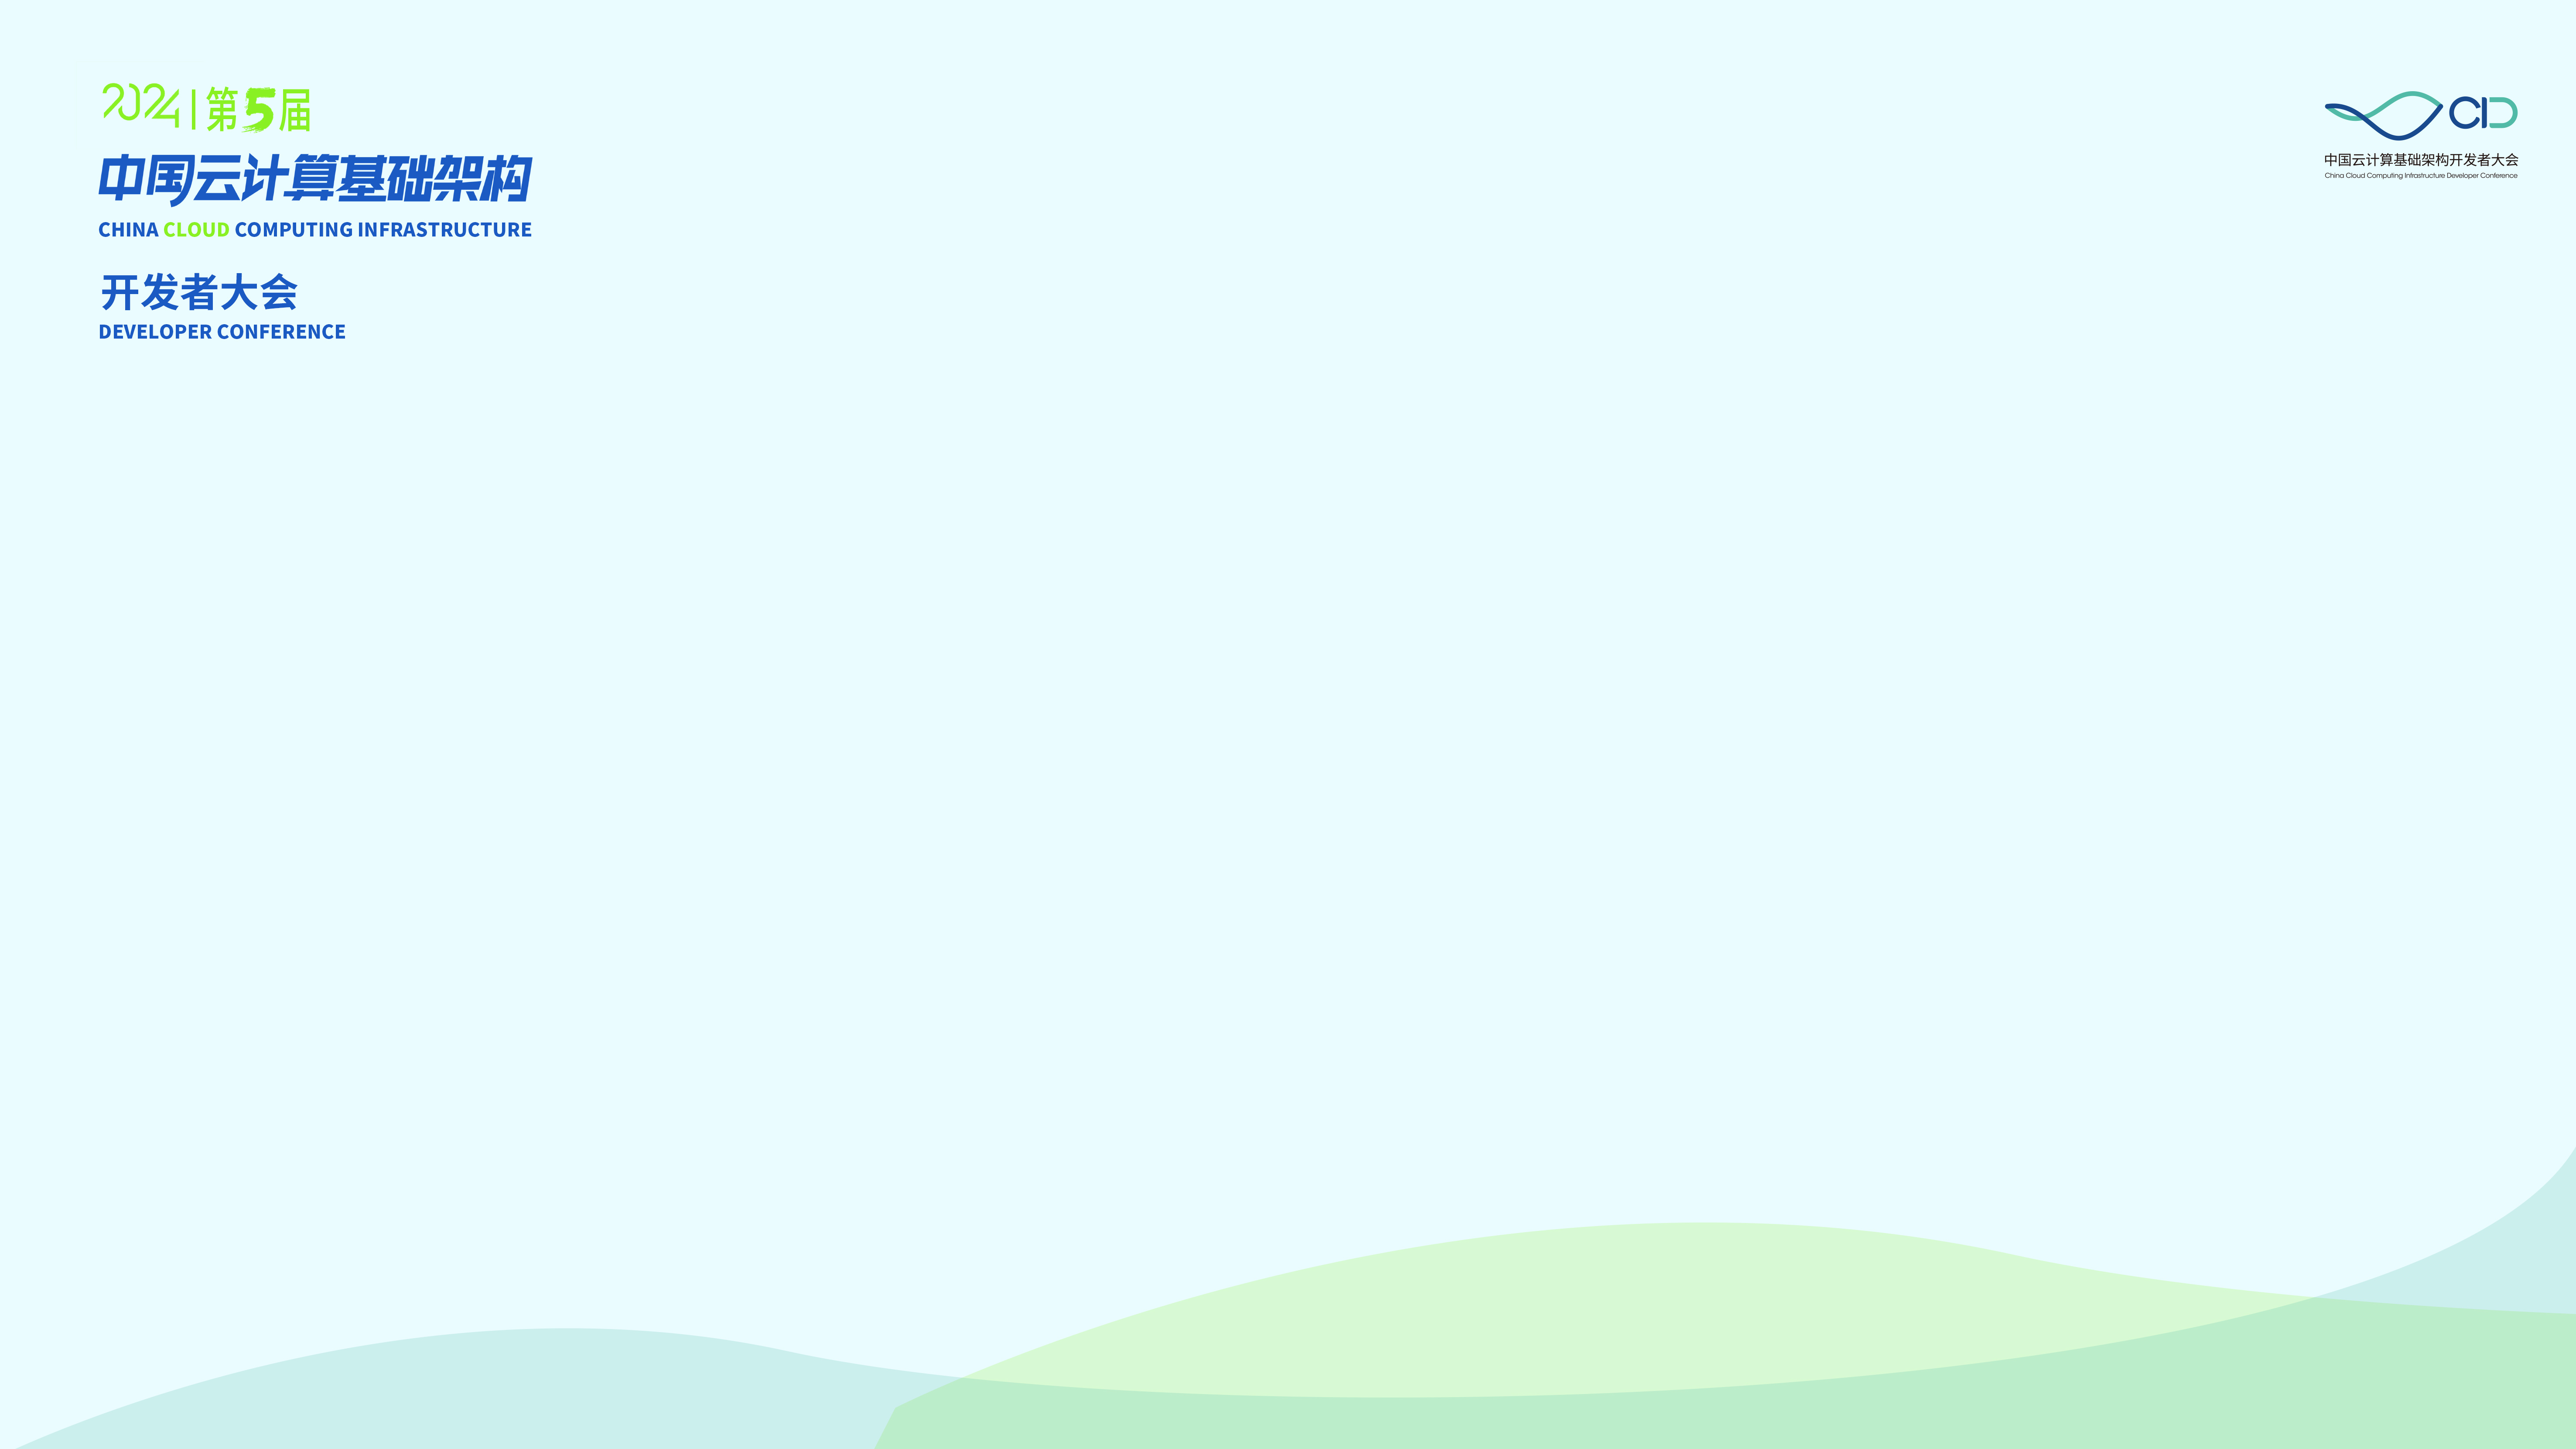 2024 | 第5届
中国云计算基础架构
CHINA CLOUD COMPUTING INFRASTRUCTURE
开发者大会
DEVELOPER CONFERENCE
CID
中国云计算基础架构开发者大会
China Cloud Computing Infrastructure Developer Conference